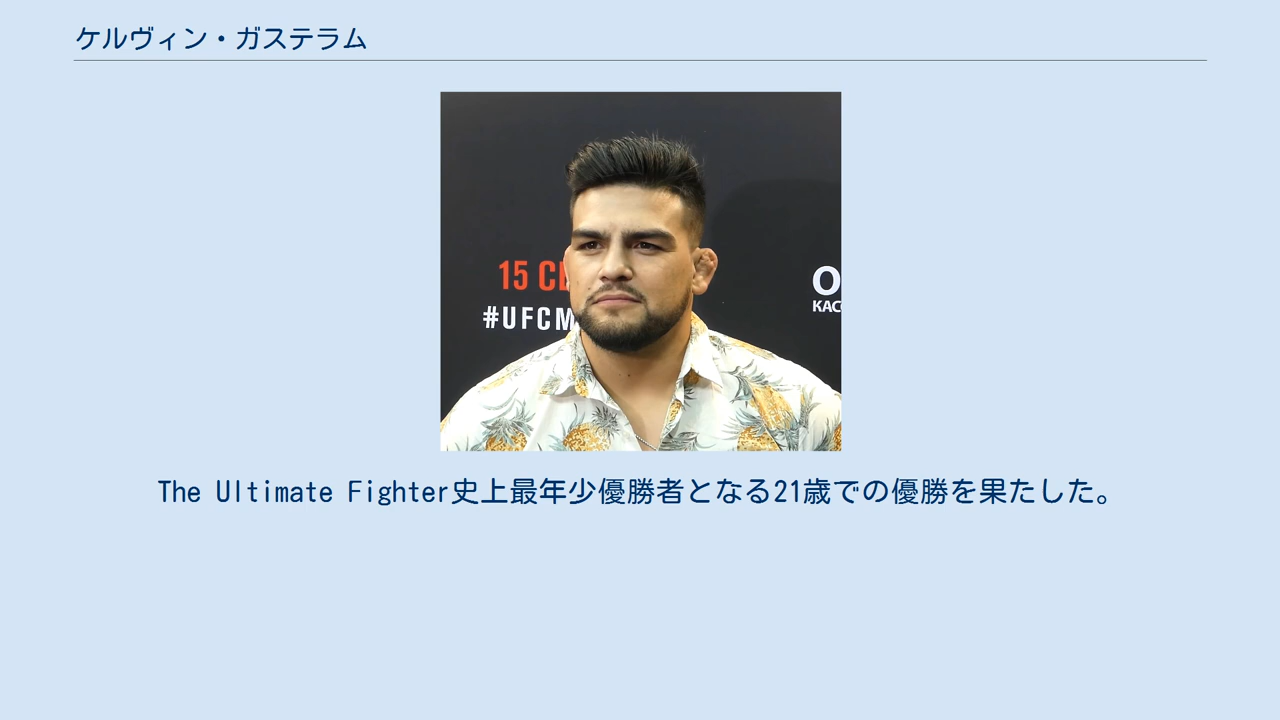 ケルヴィン・ガステラム
15 C
#UFCM
O
KAC
The Ultimate Fighter史上最年少優勝者となる21歳での優勝を果たした。